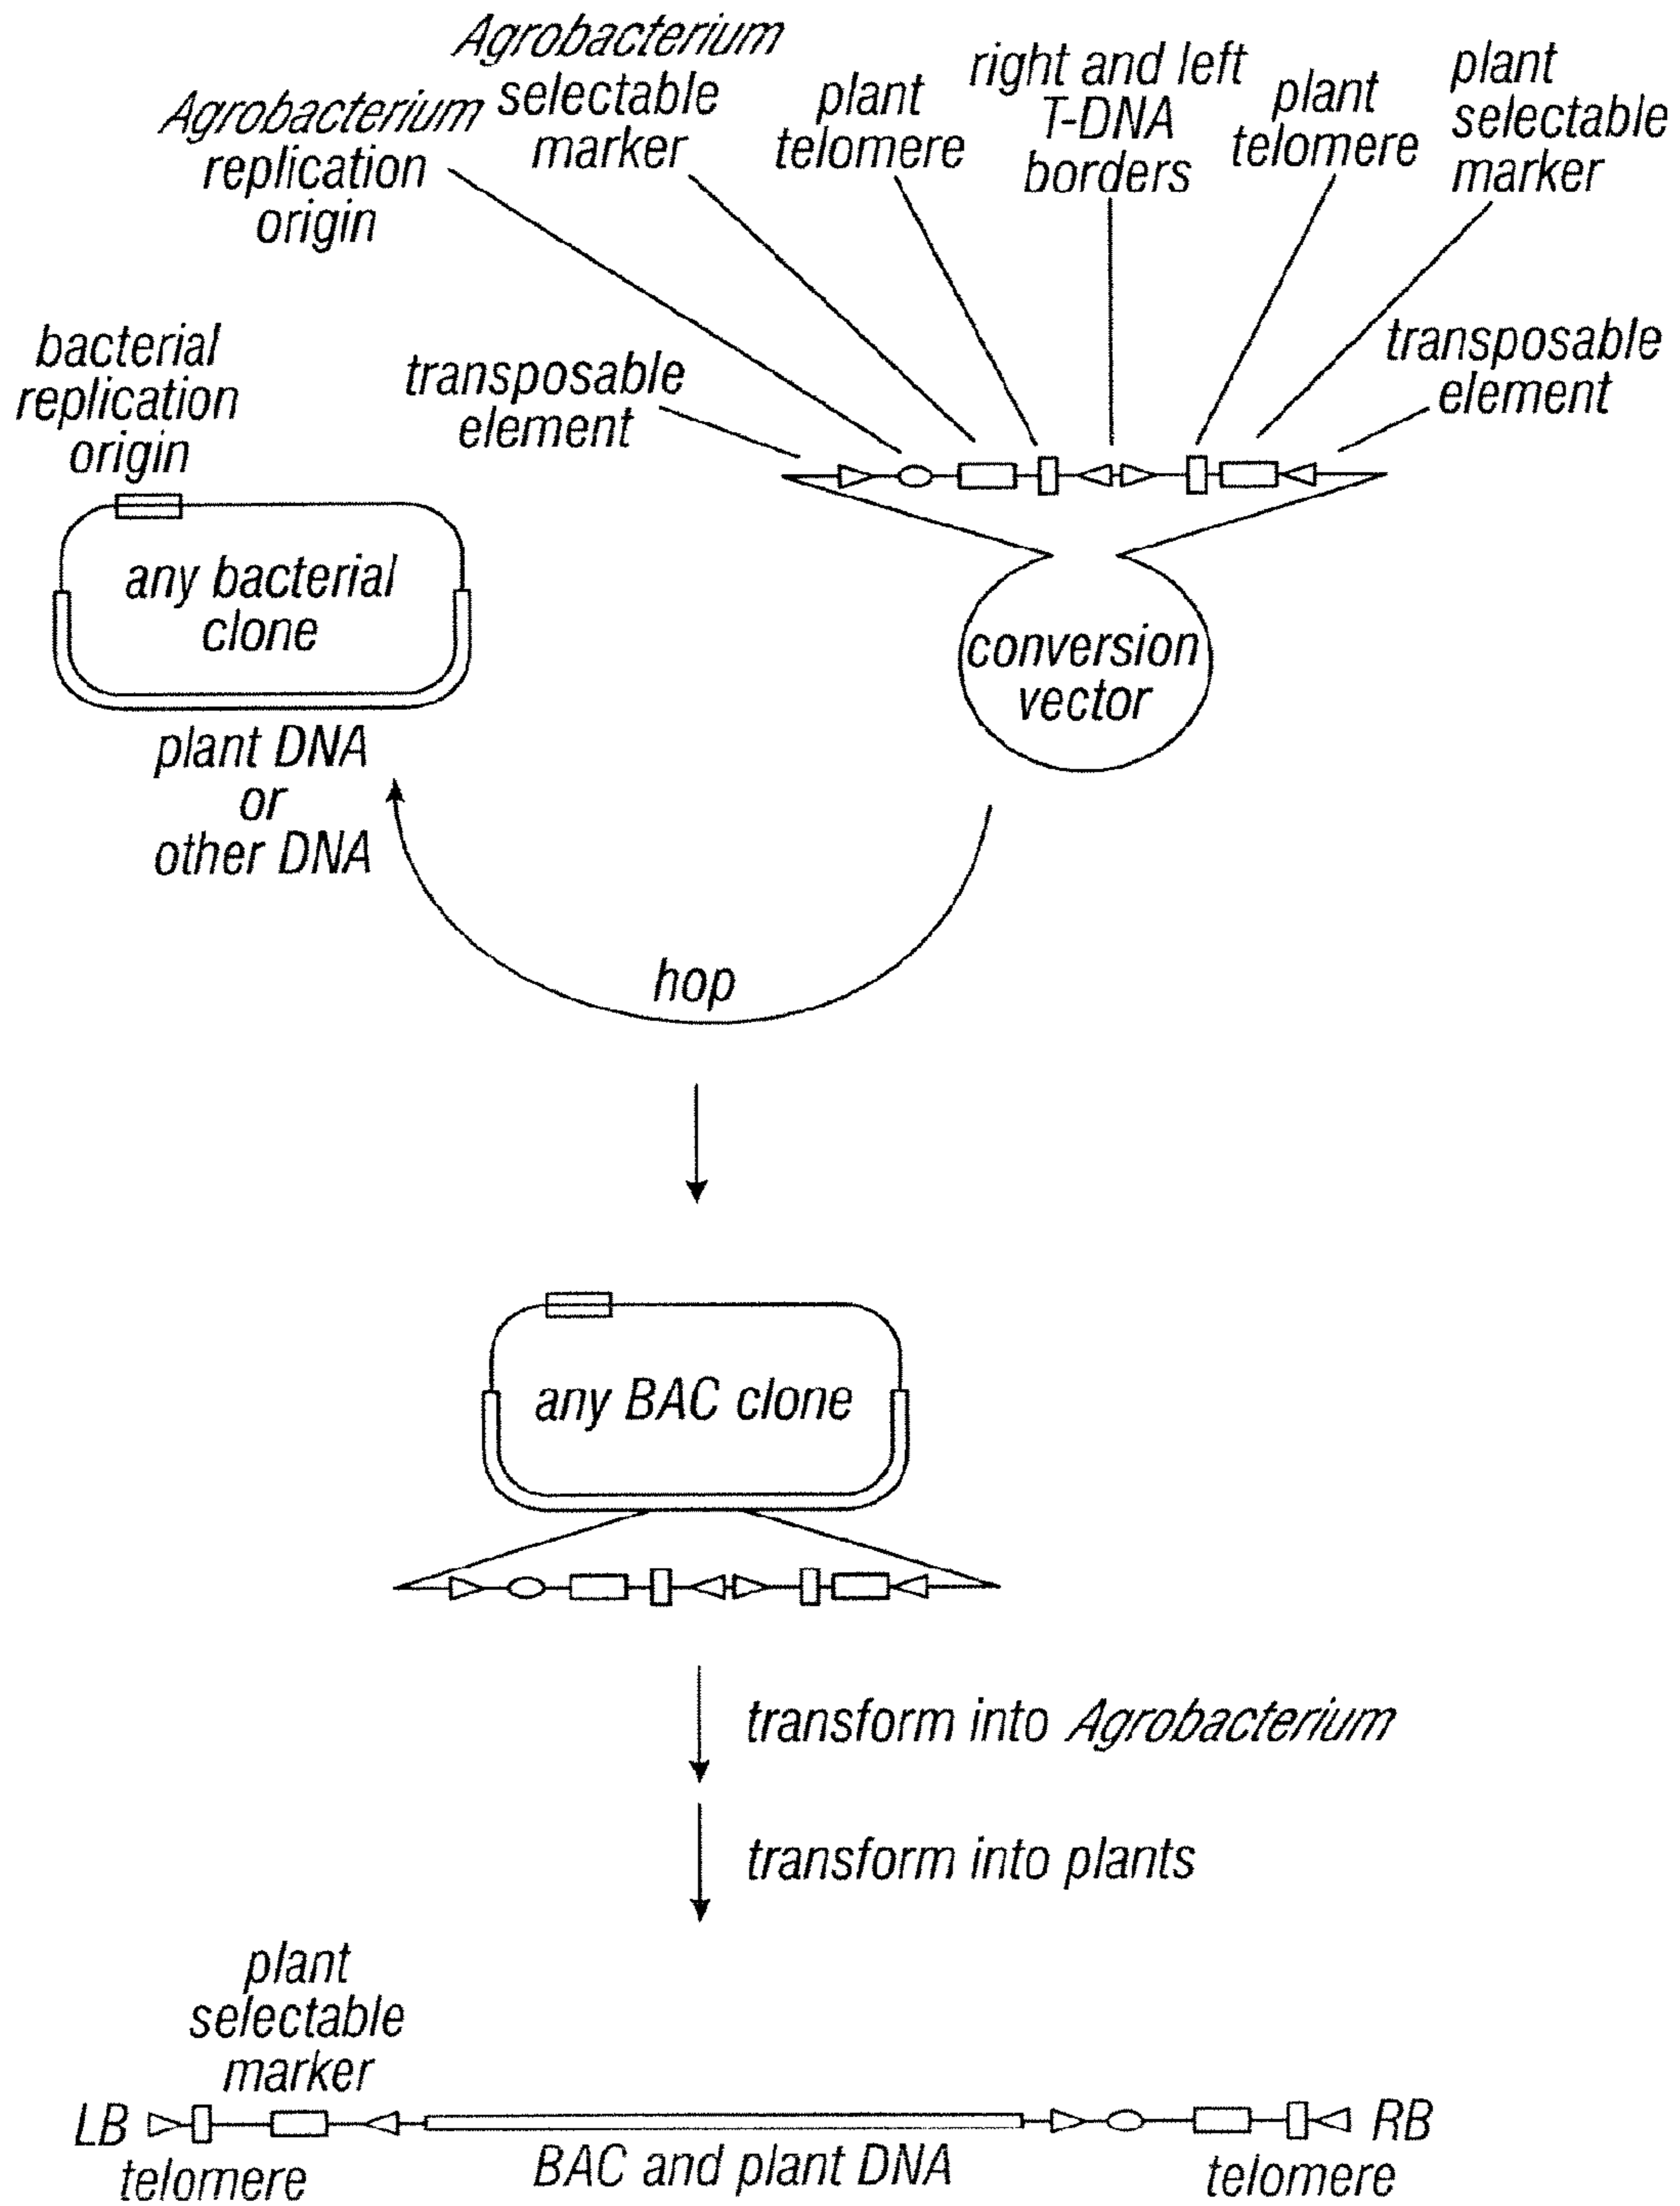 Agrobacterium
replication
origin
Agrobacterium
selectable
marker
plant
telomere
right and left
T-DNA
borders
plant
telomere
plant
selectable
marker
bacterial
replication
origin
transposable
element
transposable
element
any bacterial
clone
plant DNA
or
other DNA
conversion
vector
hop
any BAC clone
transform into Agrobacterium
transform into plants
plant
selectable
marker
LB
RB
telomere
BAC and plant DNA
telomere